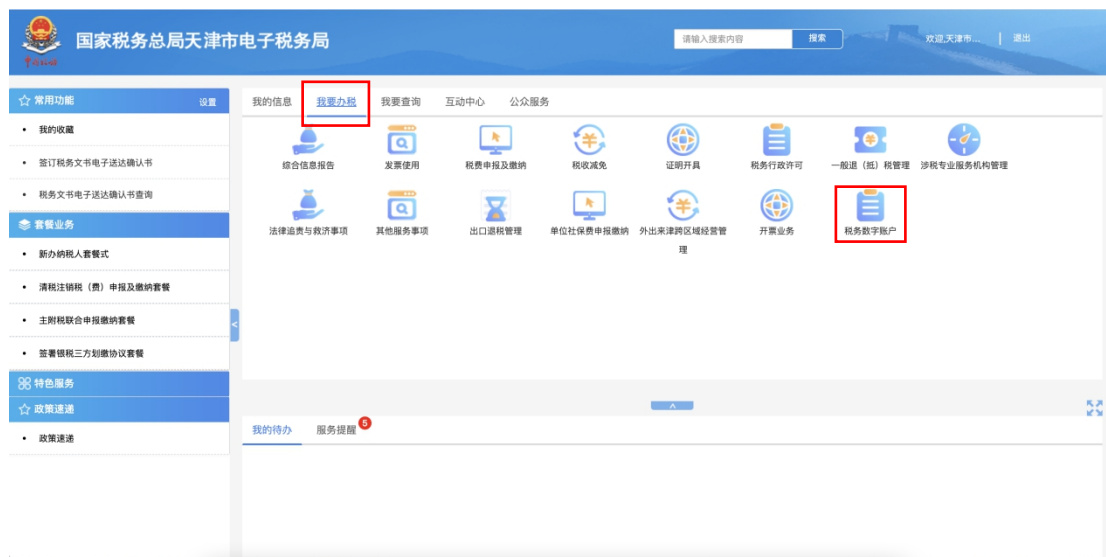 国家税务总局天津市电子税务局
请输入搜索内容
搜索
欢迎,天津市... | 退出
常用功能 设置
我的收藏
签订税务文书电子送达确认书
税务文书电子送达确认书查询
套餐业务
新办纳税人套餐式
清税注销税（费）申报及缴纳套餐
主附税联合申报缴纳套餐
签署银税三方划缴协议套餐
特色服务
政策速递
政策速递
我的信息 我要办税 我要查询 互动中心 公众服务
综合信息报告 发票使用 税费申报及缴纳 税收减免 证明开具 税务行政许可 一般退（抵）税管理 涉税专业服务机构管理
法律追责与救济事项 其他服务事项 出口退税管理 单位社保费申报缴纳 外出来津跨区域经营管 开票业务 税务数字账户
理
<
^
我的待办 服务提醒 5